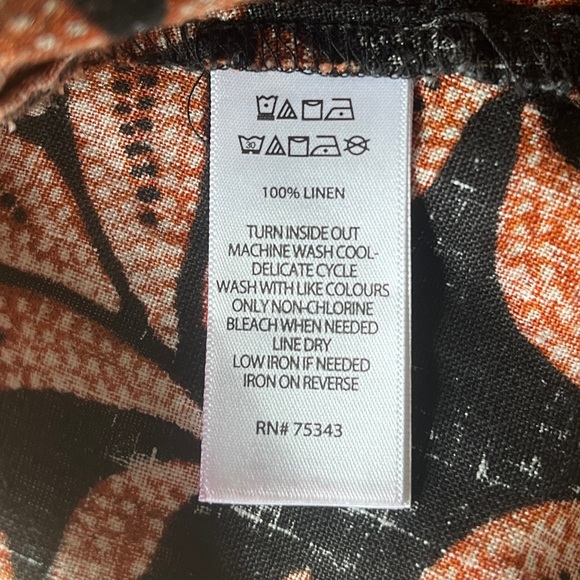 30
100% LINEN
TURN INSIDE OUT
MACHINE WASH COOL-
DELICATE CYCLE
WASH WITH LIKE COLOURS
ONLY NON-CHLORINE
BLEACH WHEN NEEDED
LINE DRY
LOW IRON IF NEEDED
IRON ON REVERSE
RN# 75343